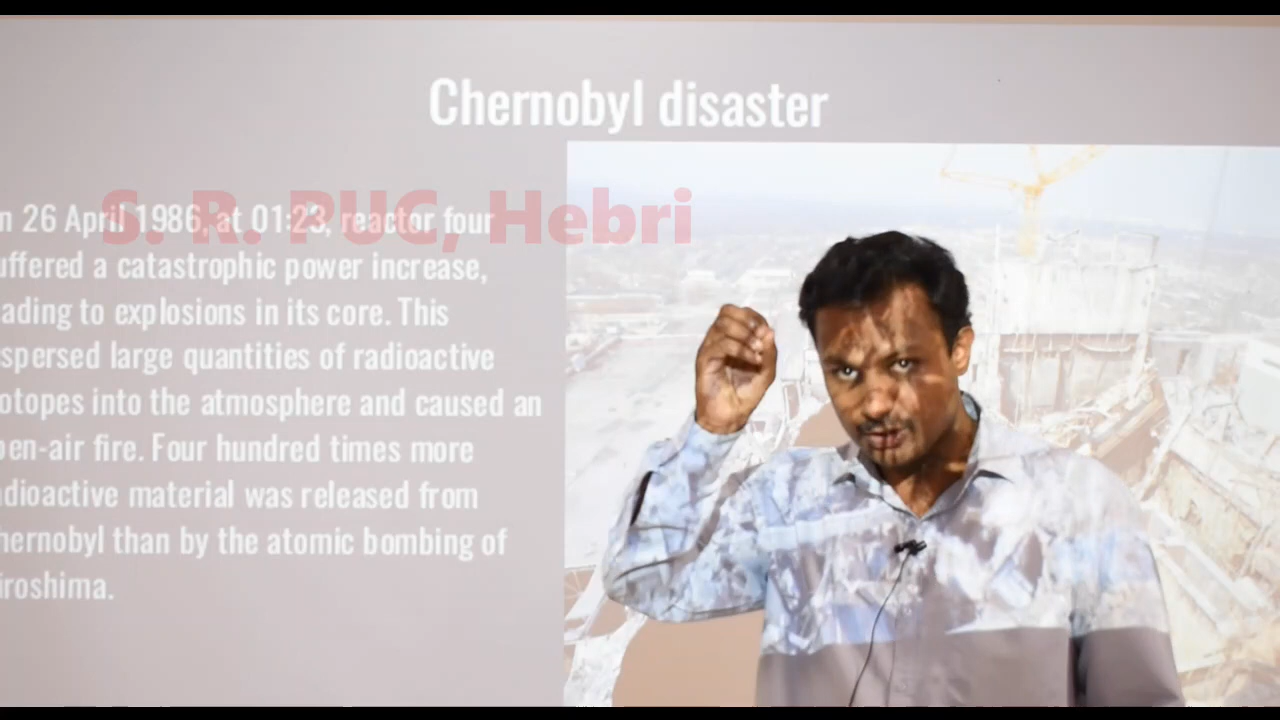 Chernobyl disaster
S. R. PUC, Hebri
n 26 April 1986, at 01:23, reactor four
uffered a catastrophic power increase,
ading to explosions in its core. This
spersed large quantities of radioactive
otopes into the atmosphere and caused an
pen-air fire. Four hundred times more
adioactive material was released from
hernobyl than by the atomic bombing of
iroshima.